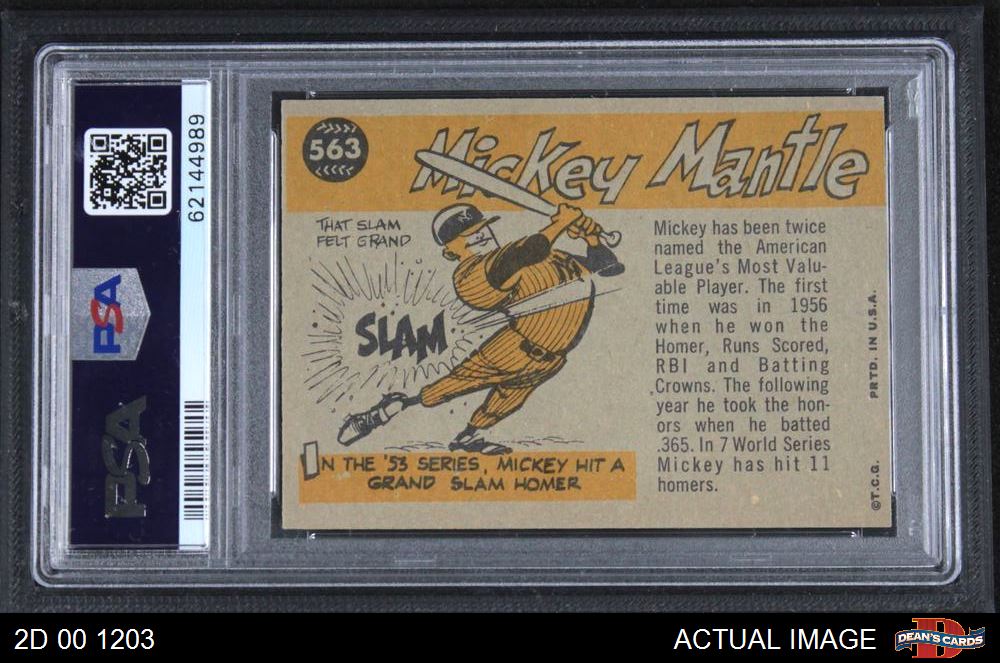 62144989
PSA
PSA
563
Mickey Mantle
THAT SLAM
FELT GRAND
SLAM
NY
IN THE '53 SERIES, MICKEY HIT A
GRAND SLAM HOMER
Mickey has been twice
named the American
League's Most Valu-
able Player. The first
time was in 1956
when he won the
Homer, Runs Scored,
RBI and Batting
Crowns. The following
year he took the hon-
ors when he batted
.365. In 7 World Series
Mickey has hit 11
homers.
©T.C.G. PRTD. IN U.S.A.
2D 00 1203
ACTUAL IMAGE
D
DEAN'S CARDS